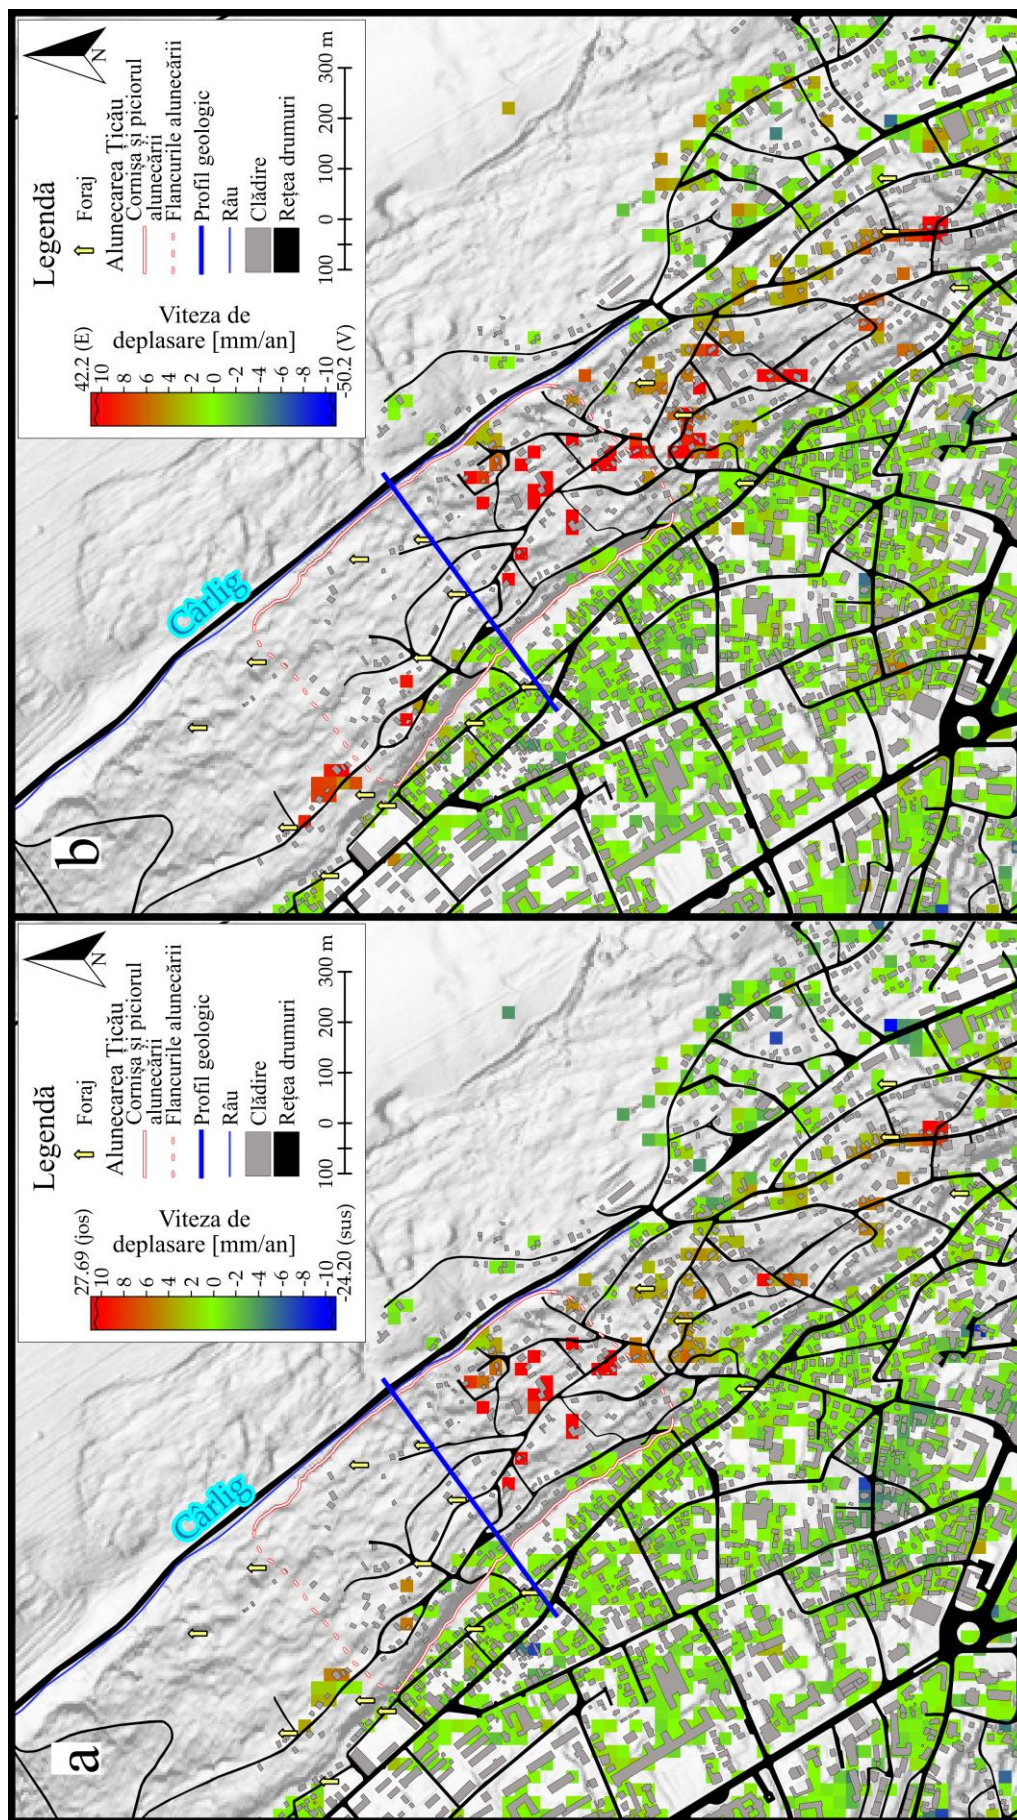 a
Cârlig
Legendă
27.69 (jos)
10
8
6
4
2
0
-2
-4
-6
-8
-10
-24.20 (sus)
Viteza de
deplasare [mm/an]
Foraj
Alunecarea Țicău
Cornișa și piciorul
alunecării
Flancurile alunecării
Profil geologic
Râu
Clădire
Rețea drumuri
N
100 0 100 200 300 m
b
Cârlig
Legendă
42.2 (E)
10
8
6
4
2
0
-2
-4
-6
-8
-10
-50.2 (V)
Viteza de
deplasare [mm/an]
Foraj
Alunecarea Țicău
Cornișa și piciorul
alunecării
Flancurile alunecării
Profil geologic
Râu
Clădire
Rețea drumuri
N
100 0 100 200 300 m